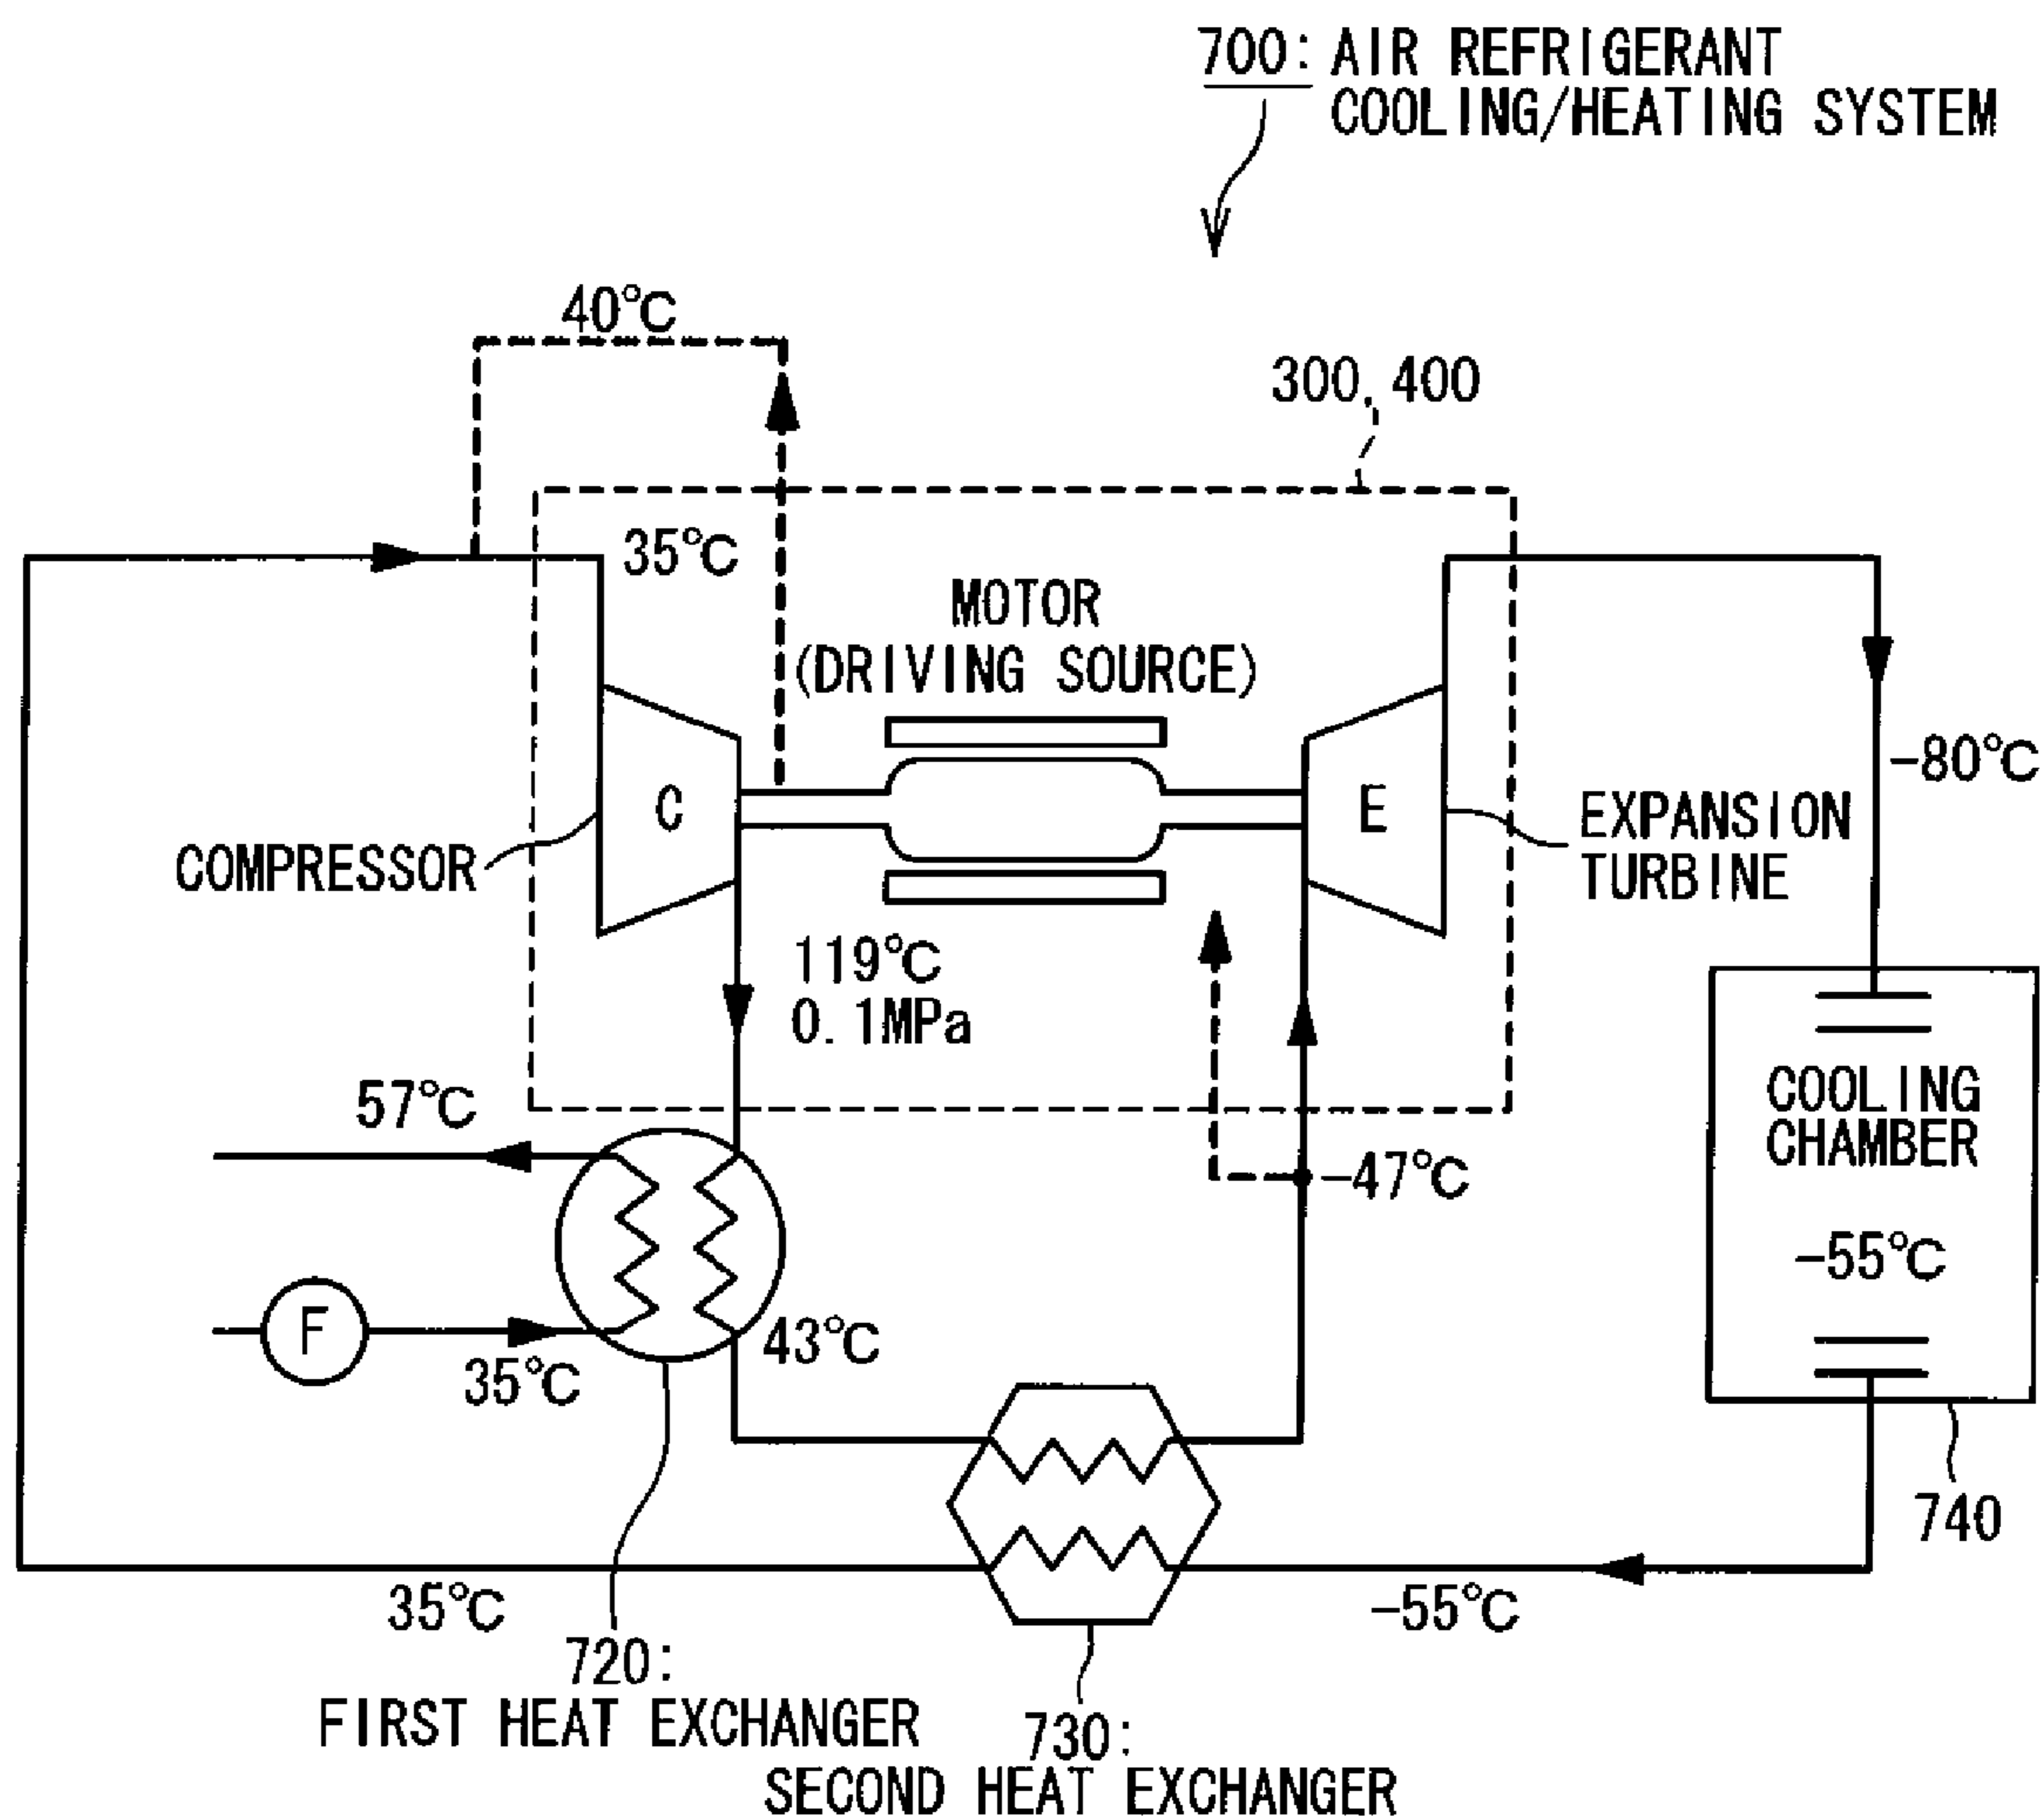 700: AIR REFRIGERANT
COOLING/HEATING SYSTEM
40°C
300, 400
35°C
MOTOR
(DRIVING SOURCE)
-80°C
C
E
COMPRESSOR
EXPANSION
TURBINE
119°C
0.1MPa
57°C
COOLING
CHAMBER
-47°C
-55°C
F
35°C
43°C
740
35°C
-55°C
720:
FIRST HEAT EXCHANGER
730:
SECOND HEAT EXCHANGER